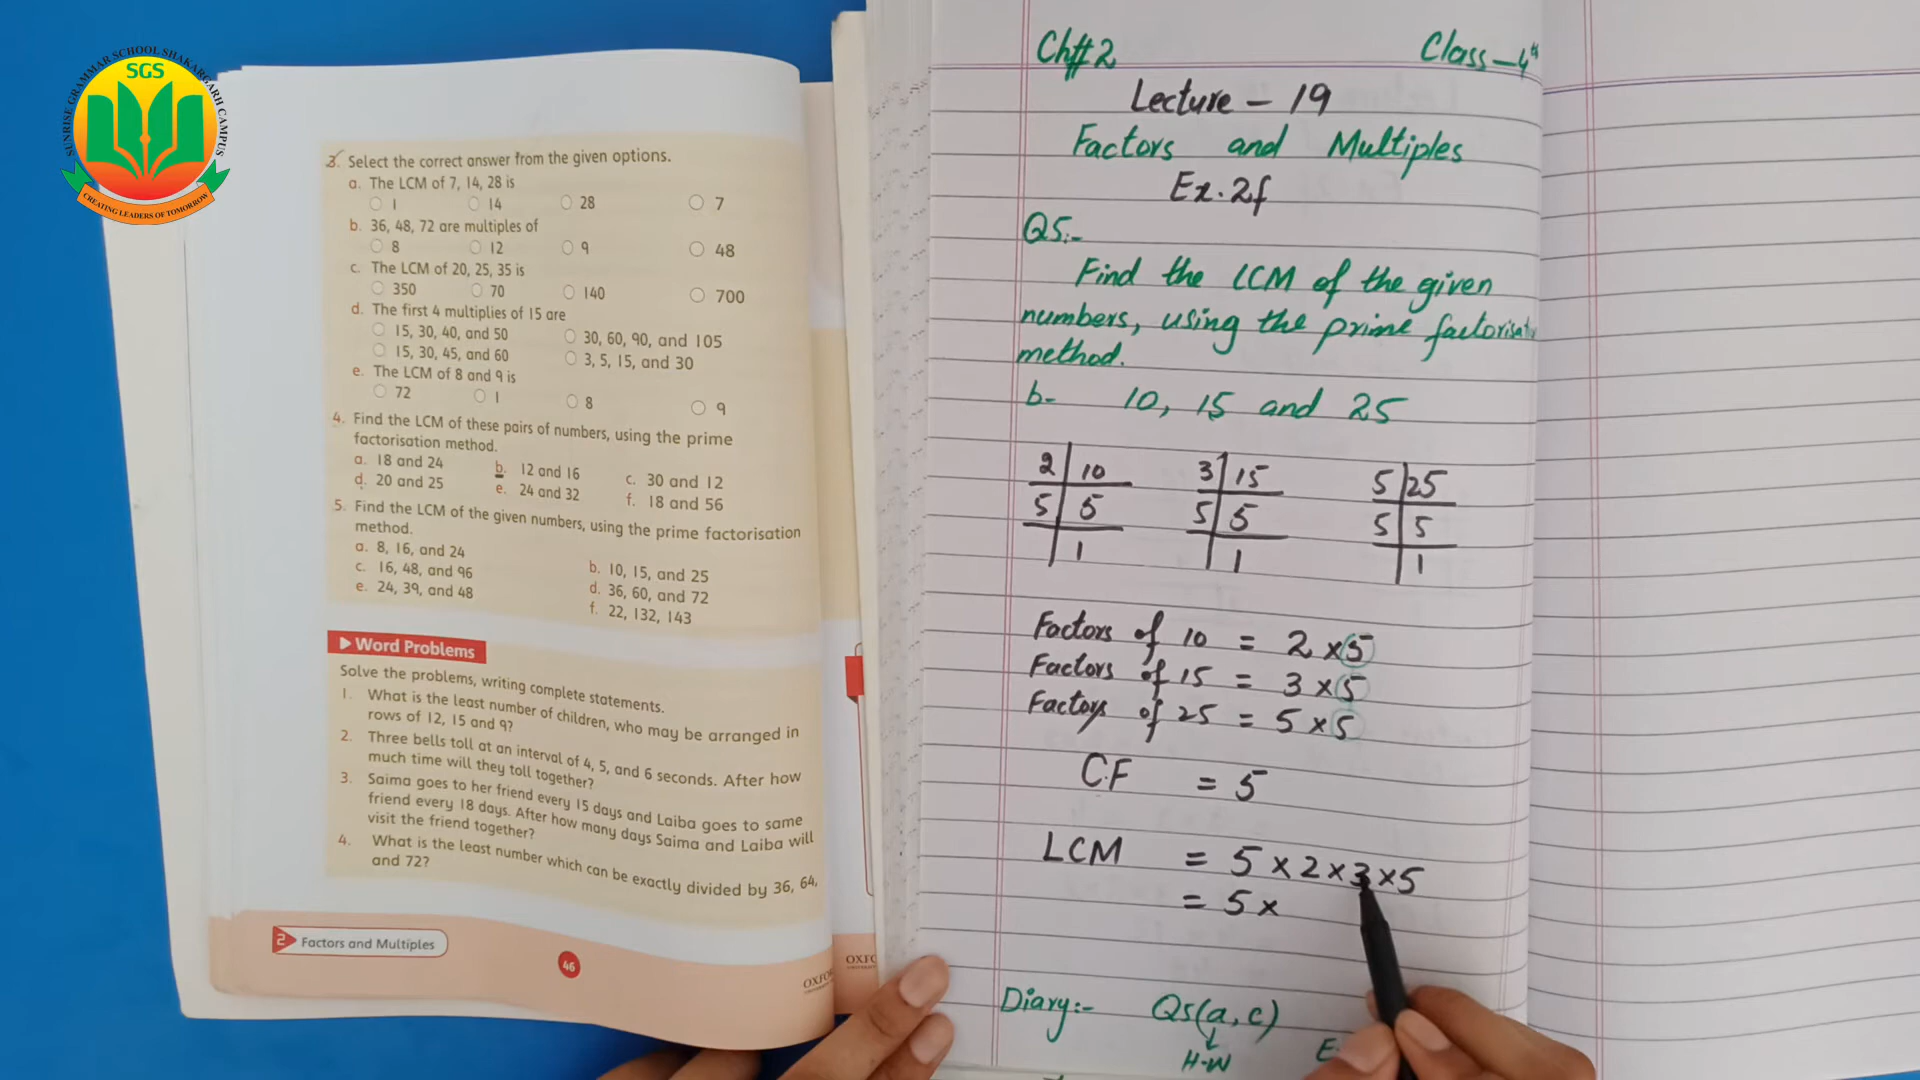 SUNRISE GRAMMAR SCHOOL SHAKARGARH CAMPUS
SGS
CREATING LEADERS OF TOMORROW
3. Select the correct answer from the given options.
a. The LCM of 7, 14, 28 is
1 14 28 7
b. 36, 48, 72 are multiples of
8 12 9 48
c. The LCM of 20, 25, 35 is
350 70 140 700
d. The first 4 multiplies of 15 are
15, 30, 40, and 50 30, 60, 90, and 105
15, 30, 45, and 60 3, 5, 15, and 30
e. The LCM of 8 and 9 is
72 1 8 9
4. Find the LCM of these pairs of numbers, using the prime
factorisation method.
a. 18 and 24 b. 12 and 16 c. 30 and 12
d. 20 and 25 e. 24 and 32 f. 18 and 56
5. Find the LCM of the given numbers, using the prime factorisation
method.
a. 8, 16, and 24 b. 10, 15, and 25
c. 16, 48, and 96 d. 36, 60, and 72
e. 24, 39, and 48 f. 22, 132, 143
Word Problems
Solve the problems, writing complete statements.
1. What is the least number of children, who may be arranged in
rows of 12, 15 and 9?
2. Three bells toll at an interval of 4, 5, and 6 seconds. After how
much time will they toll together?
3. Saima goes to her friend every 15 days and Laiba goes to same
friend every 18 days. After how many days Saima and Laiba will
visit the friend together?
4. What is the least number which can be exactly divided by 36, 64,
and 72?
2 Factors and Multiples
46
Ch#2 Class-4th
Lecture - 19
Factors and Multiples
Ex. 2f
Q5:-
Find the LCM of the given
numbers, using the prime
method.
b- 10, 15 and 25
2 10 3 15 5 25
5 5 5 5 5 5
1 1 1
Factors of 10 = 2 × 5
Factors of 15 = 3 × 5
Factors of 25 = 5 × 5
C.F = 5
LCM = 5 × 2 × 3 × 5
= 5 ×
Diary:- Q5(a, c)
H-W